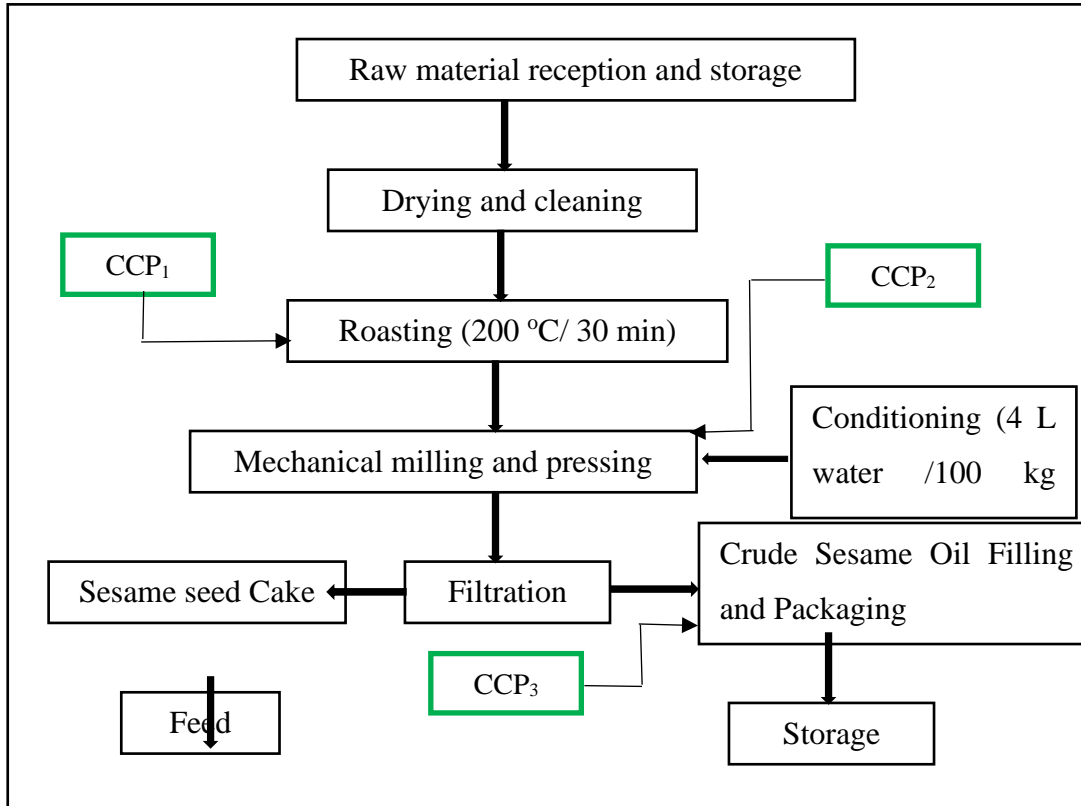 Raw material reception and storage
Drying and cleaning
CCP₁
CCP₂
Roasting (200 ᵒC/ 30 min)
Conditioning (4 L
water /100 kg
Mechanical milling and pressing
Crude Sesame Oil Filling
and Packaging
Sesame seed Cake
Filtration
CCP₃
Feed
Storage